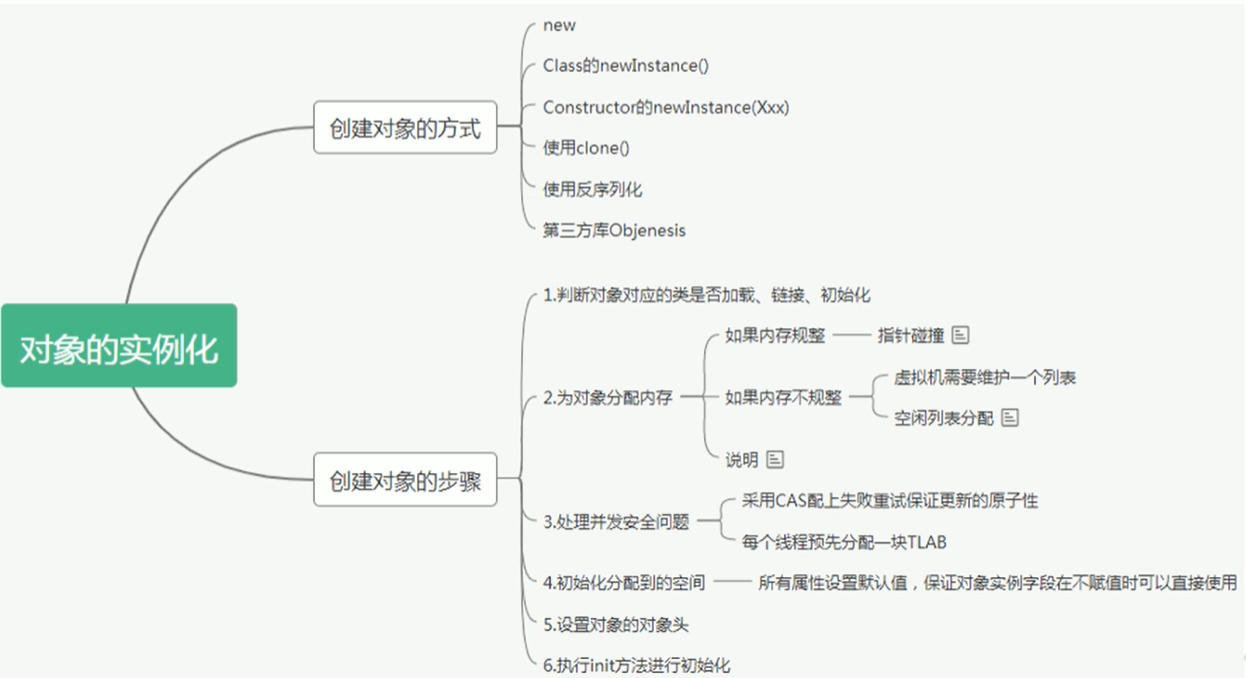 对象的实例化
创建对象的方式
new
Class的newInstance()
Constructor的newInstance(Xxx)
使用clone()
使用反序列化
第三方库Objenesis
创建对象的步骤
1.判断对象对应的类是否加载、链接、初始化
2.为对象分配内存
如果内存规整
指针碰撞
如果内存不规整
虚拟机需要维护一个列表
空闲列表分配
说明
3.处理并发安全问题
采用CAS配上失败重试保证更新的原子性
每个线程预先分配一块TLAB
4.初始化分配到的空间
所有属性设置默认值，保证对象实例字段在不赋值时可以直接使用
5.设置对象的对象头
6.执行init方法进行初始化